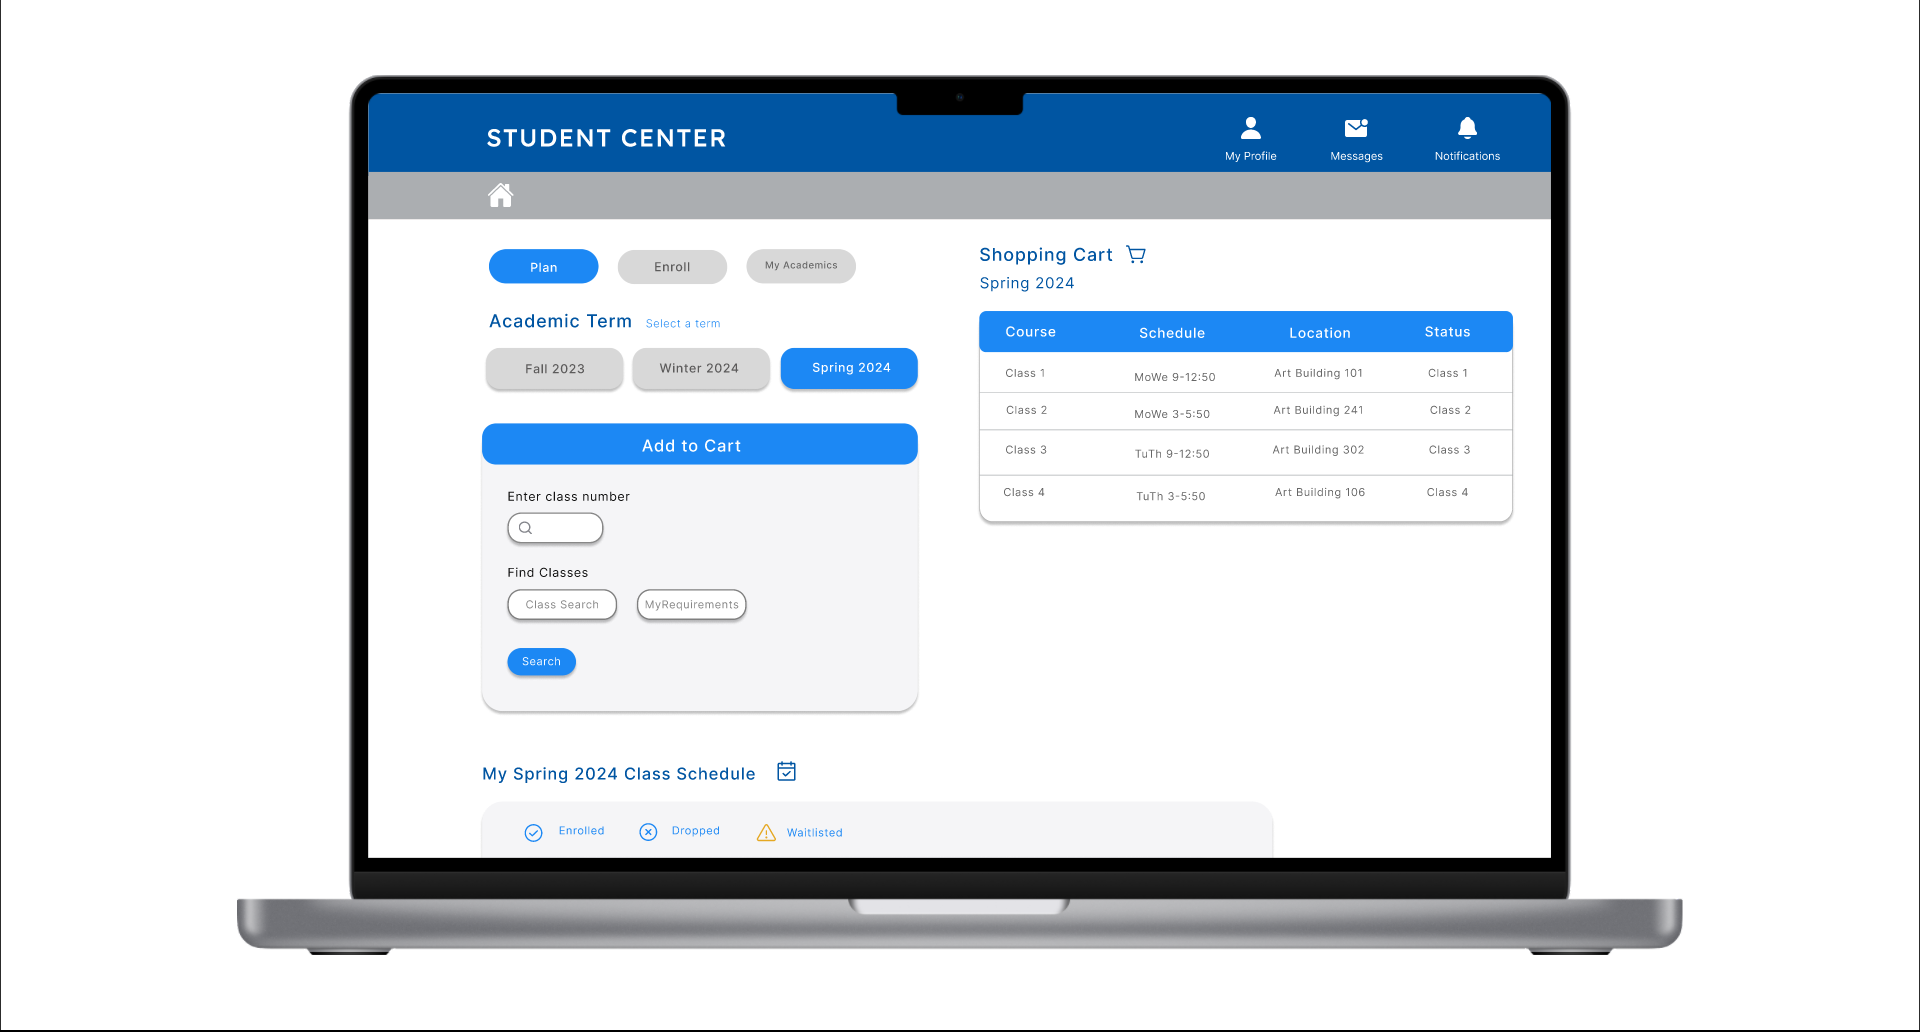 STUDENT CENTER
My Profile
Messages
Notifications
Plan
Enroll
My Academics
Academic Term
Select a term
Fall 2023
Winter 2024
Spring 2024
Add to Cart
Enter class number
Find Classes
Class Search
MyRequirements
Search
Shopping Cart
Spring 2024
Course Schedule Location Status
Class 1 MoWe 9-12:50 Art Building 101 Class 1
Class 2 MoWe 3-5:50 Art Building 241 Class 2
Class 3 TuTh 9-12:50 Art Building 302 Class 3
Class 4 TuTh 3-5:50 Art Building 106 Class 4
My Spring 2024 Class Schedule
Enrolled
Dropped
Waitlisted